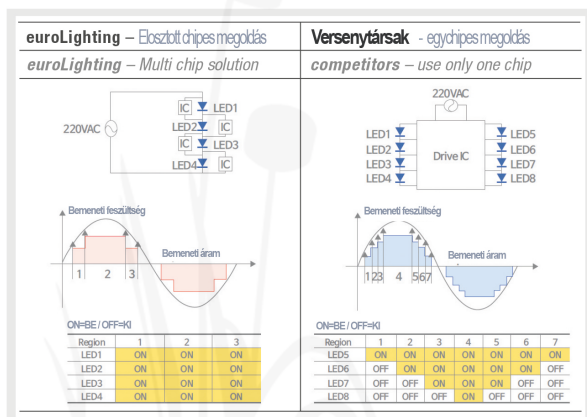 euroLighting – Elosztott chipes megoldás
euroLighting – Multi chip solution
220VAC
IC
LED1
LED2
IC
IC
LED3
LED4
IC
Bemeneti feszültség
Bemeneti áram
1 2 3
ON=BE / OFF=KI
Region 1 2 3
LED1 ON ON ON
LED2 ON ON ON
LED3 ON ON ON
LED4 ON ON ON
Versenytársak - egychipes megoldás
competitors – use only one chip
220VAC
LED1
LED2
LED3
LED4
Drive IC
LED5
LED6
LED7
LED8
Bemeneti feszültség
Bemeneti áram
123 4 567
ON=BE / OFF=KI
Region 1 2 3 4 5 6 7
LED5 ON ON ON ON ON ON ON
LED6 OFF ON ON ON ON ON OFF
LED7 OFF OFF ON ON ON OFF OFF
LED8 OFF OFF OFF ON OFF OFF OFF